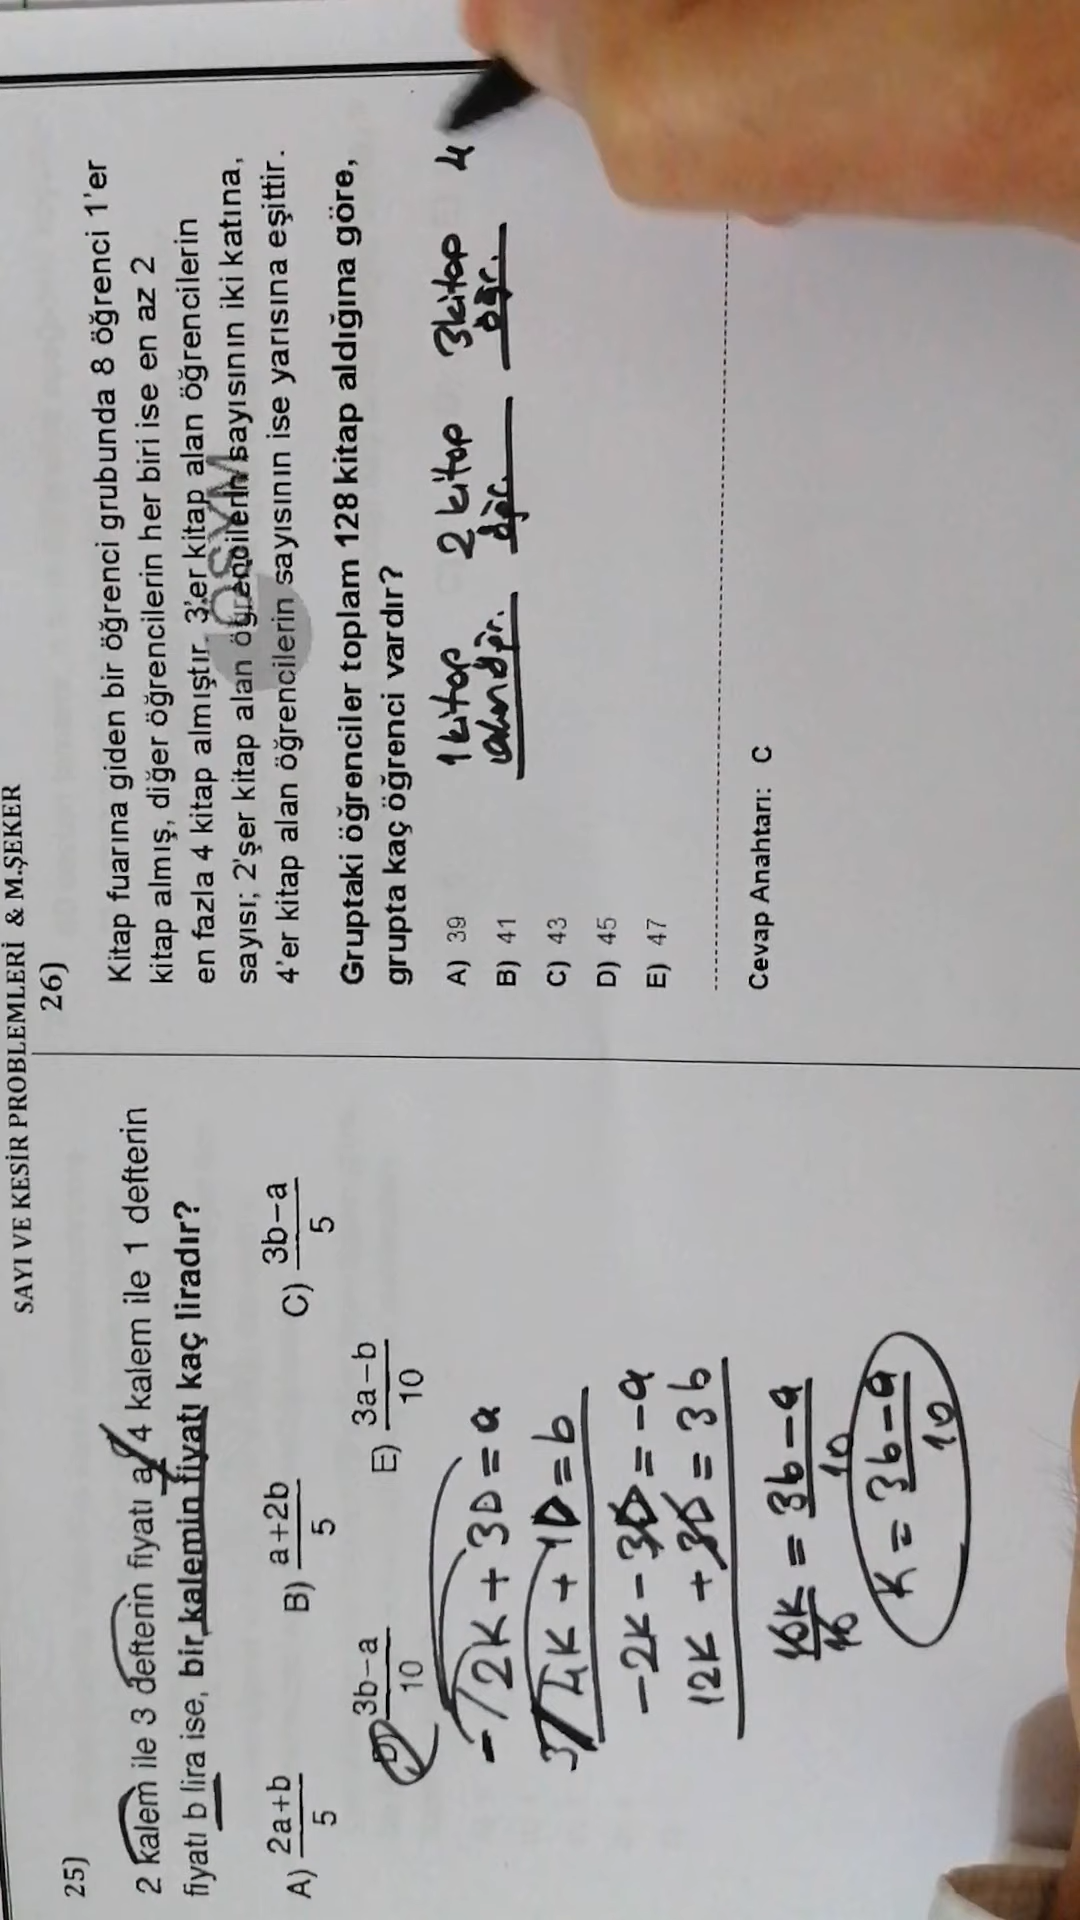 SAYI VE KESİR PROBLEMLERİ & M.ŞEKER
25)
2 kalem ile 3 defterin fiyatı a, 4 kalem ile 1 defterin
fiyatı b lira ise, bir kalemin fiyatı kaç liradır?
A) 2a+b / 5
B) a+2b / 5
C) 3b-a / 5
D) 3b-a / 10
E) 3a-b / 10
-/ 2K + 3D = a
3/ 4K + 1D = b
-2K - 3D = -a
12K + 3D = 3b
10K / 10 = 3b-a / 10
K = 3b-a / 10
26)
Kitap fuarına giden bir öğrenci grubunda 8 öğrenci 1'er
kitap almış, diğer öğrencilerin her biri ise en az 2
en fazla 4 kitap almıştır. 3'er kitap alan öğrencilerin
sayısı; 2'şer kitap alan öğrencilerin sayısının iki katına,
4'er kitap alan öğrencilerin sayısının ise yarısına eşittir.
Gruptaki öğrenciler toplam 128 kitap aldığına göre,
grupta kaç öğrenci vardır?
A) 39
B) 41
C) 43
D) 45
E) 47
1 kitap 2 kitap 3 kitap 4
öğr. öğr.
Cevap Anahtarı: C
ÖSYM